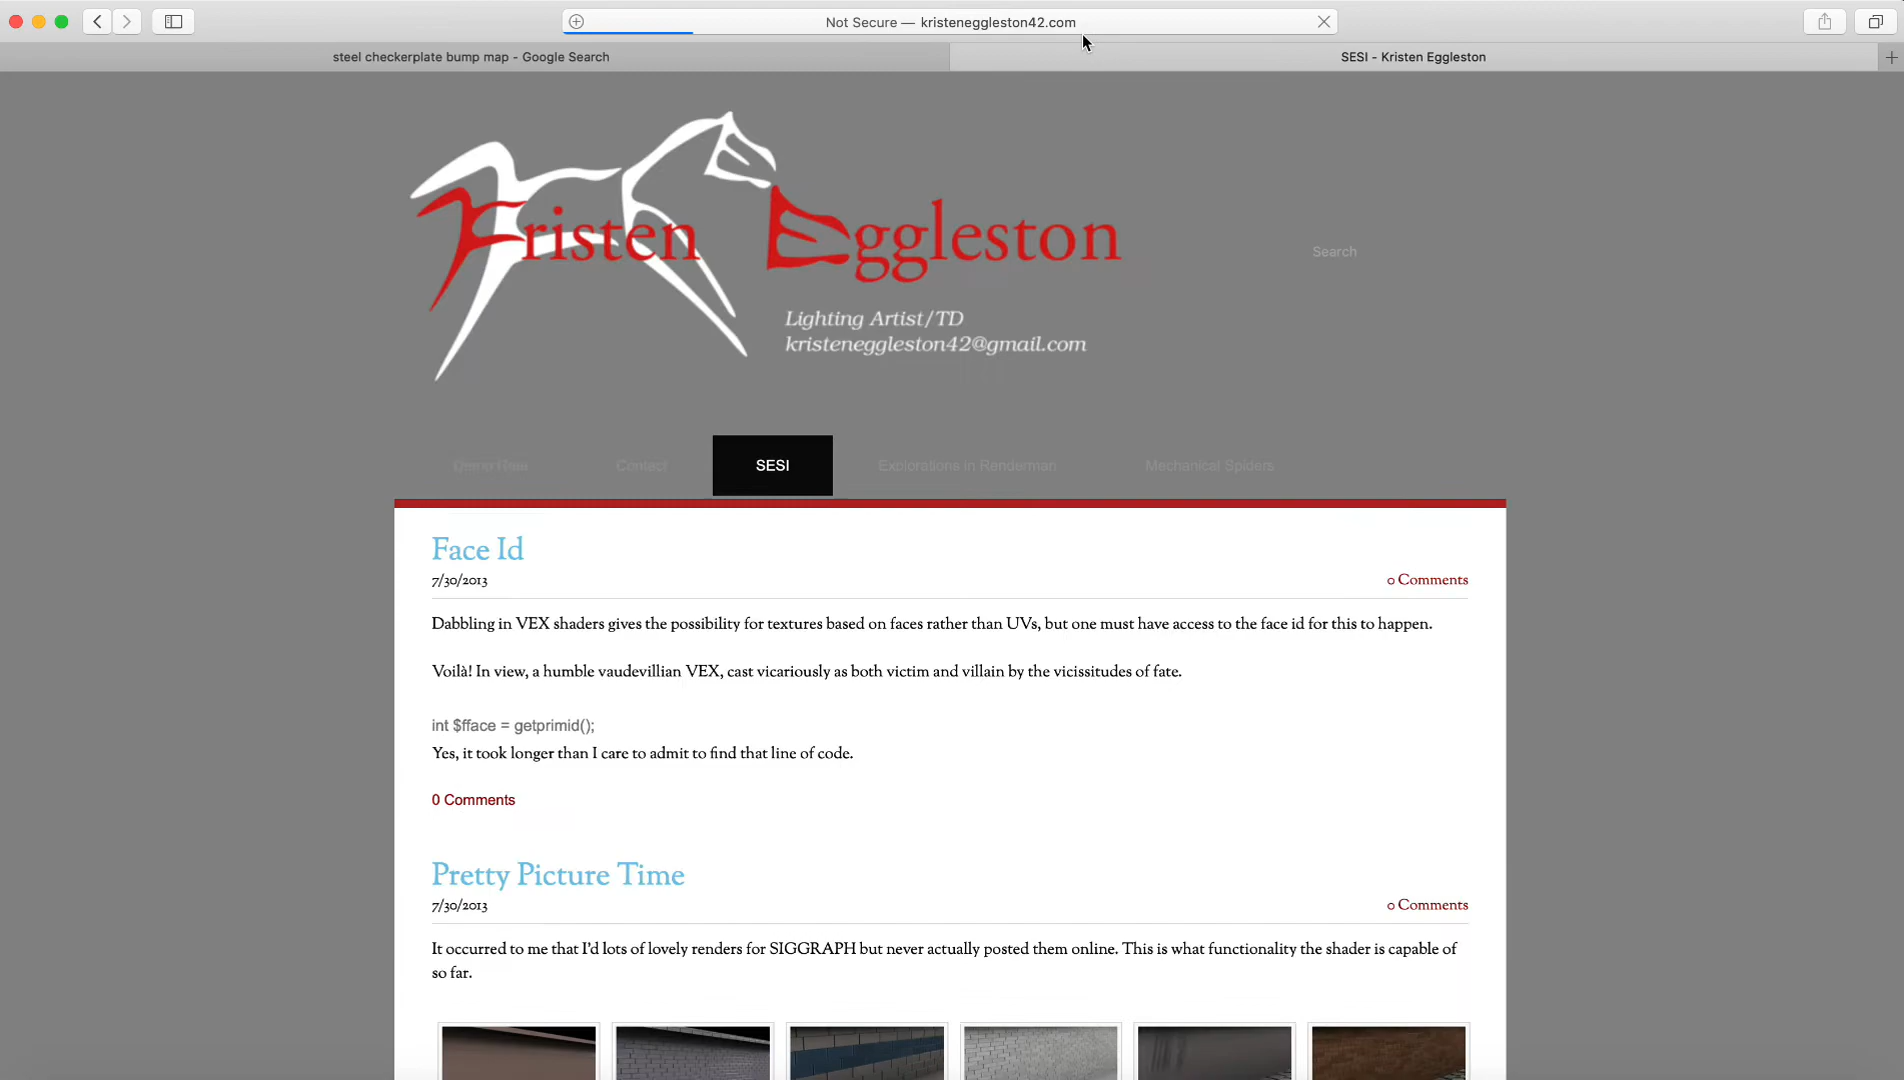 Not Secure — kristeneggleston42.com
steel checkerplate bump map - Google Search
SESI - Kristen Eggleston
Kristen Eggleston
Search
Lighting Artist/TD
kristeneggleston42@gmail.com
Demo Reel
Contact
SESI
Explorations in Renderman
Mechanical Spiders
Face Id
7/30/2013
0 Comments
Dabbling in VEX shaders gives the possibility for textures based on faces rather than UVs, but one must have access to the face id for this to happen.
Voilà! In view, a humble vaudevillian VEX, cast vicariously as both victim and villain by the vicissitudes of fate.
int $fface = getprimid();
Yes, it took longer than I care to admit to find that line of code.
0 Comments
Pretty Picture Time
7/30/2013
0 Comments
It occurred to me that I'd lots of lovely renders for SIGGRAPH but never actually posted them online. This is what functionality the shader is capable of
so far.